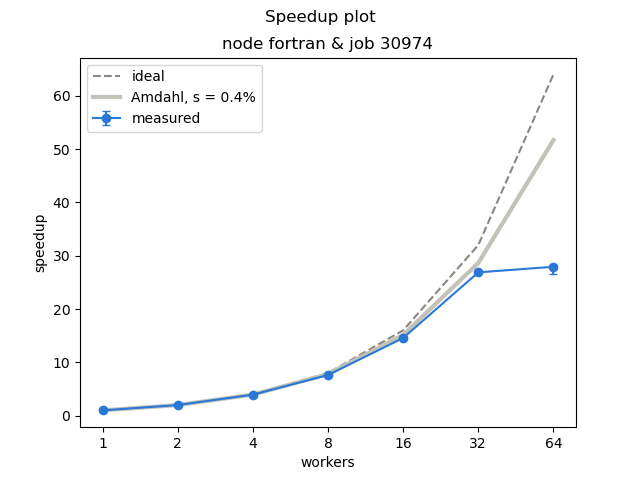 Speedup plot
node fortran & job 30974
ideal
Amdahl, s = 0.4%
measured
speedup
60
50
40
30
20
10
0
1 2 4 8 16 32 64
workers